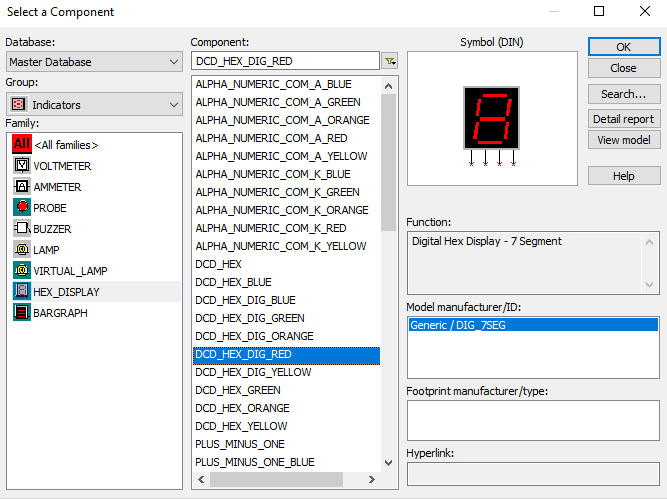 Select a Component
Database:
Master Database
Group:
Indicators
Family:
All <All families>
VOLTMETER
AMMETER
PROBE
BUZZER
LAMP
VIRTUAL_LAMP
HEX_DISPLAY
BARGRAPH
Component:
DCD_HEX_DIG_RED
ALPHA_NUMERIC_COM_A_BLUE
ALPHA_NUMERIC_COM_A_GREEN
ALPHA_NUMERIC_COM_A_ORANGE
ALPHA_NUMERIC_COM_A_RED
ALPHA_NUMERIC_COM_A_YELLOW
ALPHA_NUMERIC_COM_K_BLUE
ALPHA_NUMERIC_COM_K_GREEN
ALPHA_NUMERIC_COM_K_ORANGE
ALPHA_NUMERIC_COM_K_RED
ALPHA_NUMERIC_COM_K_YELLOW
DCD_HEX
DCD_HEX_BLUE
DCD_HEX_DIG_BLUE
DCD_HEX_DIG_GREEN
DCD_HEX_DIG_ORANGE
DCD_HEX_DIG_RED
DCD_HEX_DIG_YELLOW
DCD_HEX_GREEN
DCD_HEX_ORANGE
DCD_HEX_YELLOW
PLUS_MINUS_ONE
PLUS_MINUS_ONE_BLUE
Symbol (DIN)
8
Function:
Digital Hex Display - 7 Segment
Model manufacturer/ID:
Generic / DIG_7SEG
Footprint manufacturer/type:
Hyperlink:
OK
Close
Search...
Detail report
View model
Help